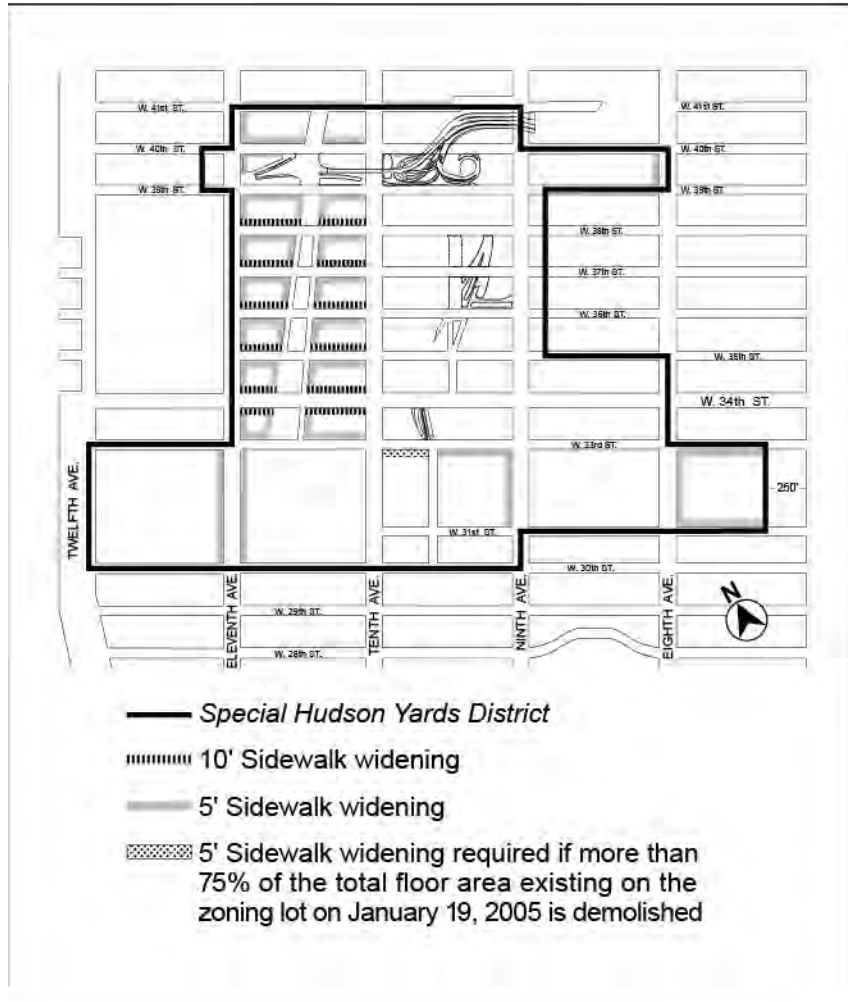 W. 41st ST.
W. 41st ST.
W. 40th ST.
W. 40th ST.
W. 39th ST.
W. 39th ST.
W. 38th ST.
W. 37th ST.
W. 36th ST.
W. 35th ST.
W. 34th ST.
W. 33rd ST.
250'
TWELFTH AVE.
W. 31st ST.
W. 30th ST.
ELEVENTH AVE.
TENTH AVE.
NINTH AVE.
EIGHTH AVE.
N
W. 29th ST.
W. 28th ST.
Special Hudson Yards District
10' Sidewalk widening
5' Sidewalk widening
5' Sidewalk widening required if more than
75% of the total floor area existing on the
zoning lot on January 19, 2005 is demolished